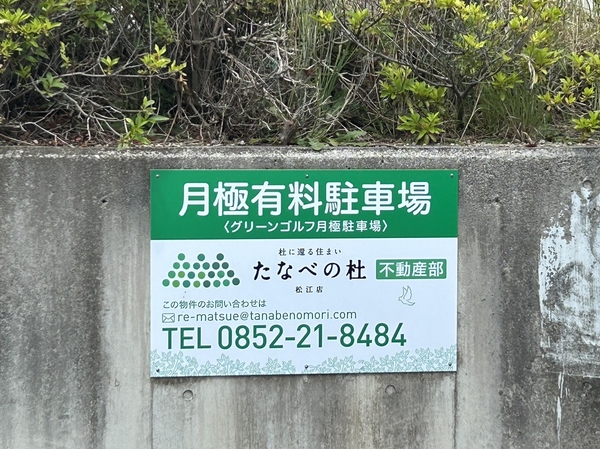 月極有料駐車場
〈グリーンゴルフ月極駐車場〉
杜に還る住まい
たなべの杜 不動産部
松江店
この物件のお問い合わせは
re-matsue@tanabenomori.com
TEL 0852-21-8484